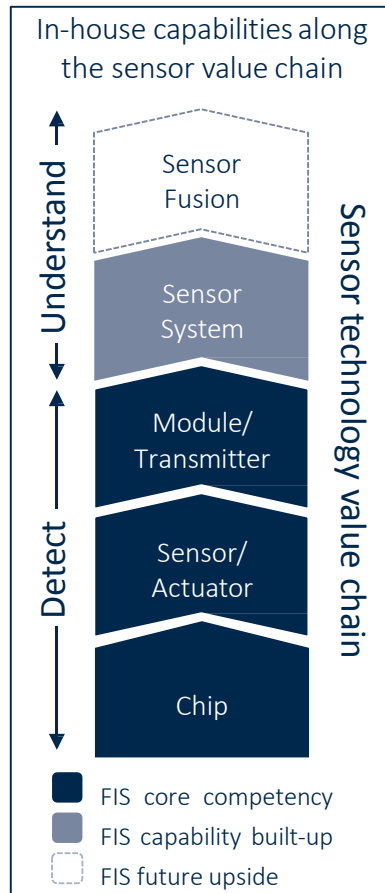 In-house capabilities along
the sensor value chain
Understand
Sensor
Fusion
Sensor
System
Sensor technology value chain
Detect
Module/
Transmitter
Sensor/
Actuator
Chip
FIS core competency
FIS capability built-up
FIS future upside